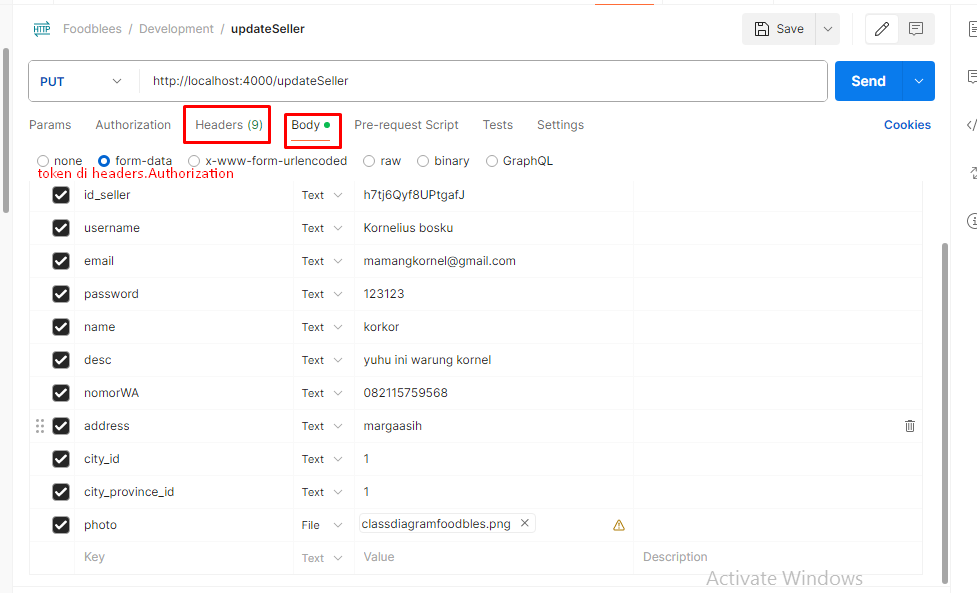 HTTP Foodblees / Development / updateSeller Save
PUT http://localhost:4000/updateSeller Send
Params Authorization Headers (9) Body Pre-request Script Tests Settings Cookies
none form-data x-www-form-urlencoded raw binary GraphQL
token di headers.Authorization
id_seller Text h7tj6Qyf8UPtgafJ
username Text Kornelius bosku
email Text mamangkornel@gmail.com
password Text 123123
name Text korkor
desc Text yuhu ini warung kornel
nomorWA Text 082115759568
address Text margaasih
city_id Text 1
city_province_id Text 1
photo File classdiagramfoodbles.png
Key Text Value Description
Activate Windows